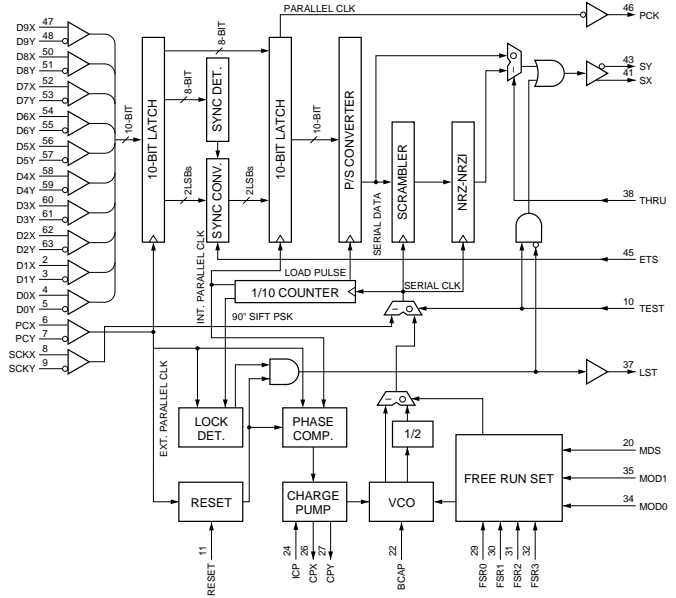 PARALLEL CLK
46 PCK
D9X 47
D9Y 48
D8X 50
D8Y 51
D7X 52
D7Y 53
D6X 54
D6Y 55
D5X 56
D5Y 57
D4X 58
D4Y 59
D3X 60
D3Y 61
D2X 62
D2Y 63
D1X 2
D1Y 3
D0X 4
D0Y 5
PCX 6
PCY 7
SCKX 8
SCKY 9
10-BIT
10-BIT LATCH
8-BIT
8-BIT
SYNC DET.
2LSBs
SYNC CONV.
2LSBs
10-BIT LATCH
10-BIT
P/S CONVERTER
SERIAL DATA
SCRAMBLER
NRZ-NRZI
43 SY
41 SX
38 THRU
45 ETS
10 TEST
37 LST
INT. PARALLEL CLK
LOAD PULSE
1/10 COUNTER
SERIAL CLK
90° SIFT PSK
EXT. PARALLEL CLK
LOCK DET.
PHASE COMP.
1/2
FREE RUN SET
20 MDS
35 MOD1
34 MOD0
RESET
CHARGE PUMP
VCO
11
RESET
24
ICP
26
CPX
27
CPY
22
BCAP
29
FSR0
30
FSR1
31
FSR2
32
FSR3